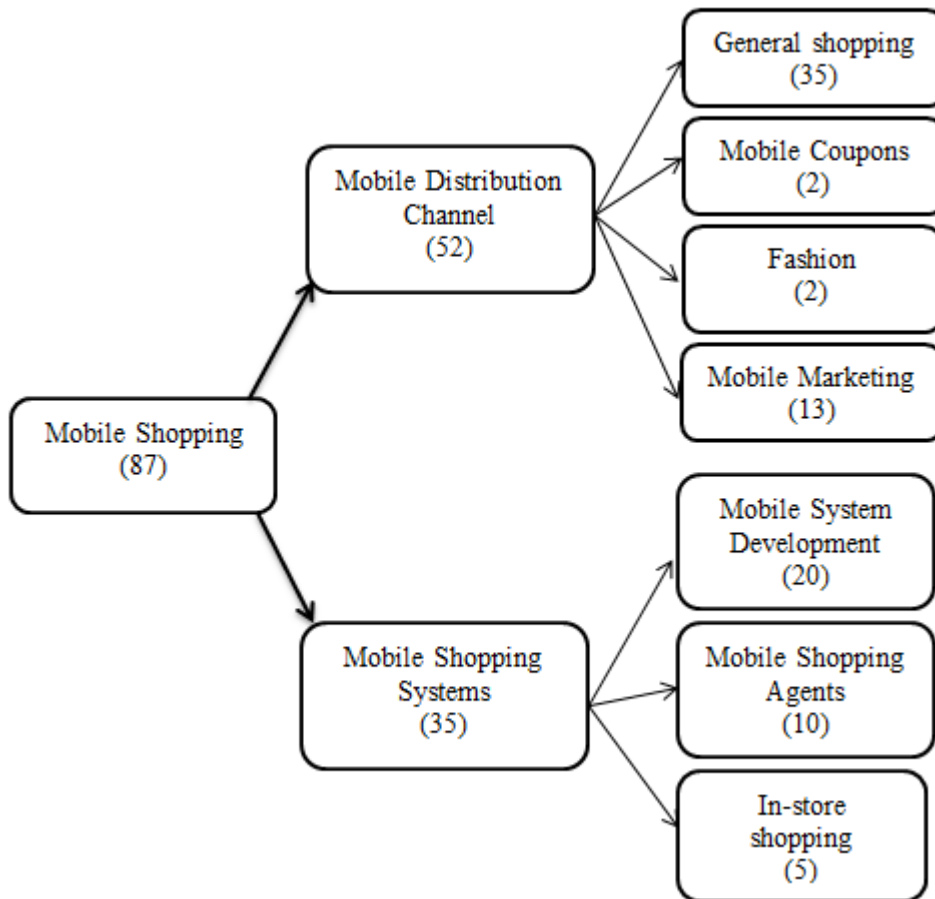 General shopping
(35)
Mobile Coupons
(2)
Mobile Distribution
Channel
(52)
Fashion
(2)
Mobile Marketing
(13)
Mobile Shopping
(87)
Mobile System
Development
(20)
Mobile Shopping
Systems
(35)
Mobile Shopping
Agents
(10)
In-store
shopping
(5)